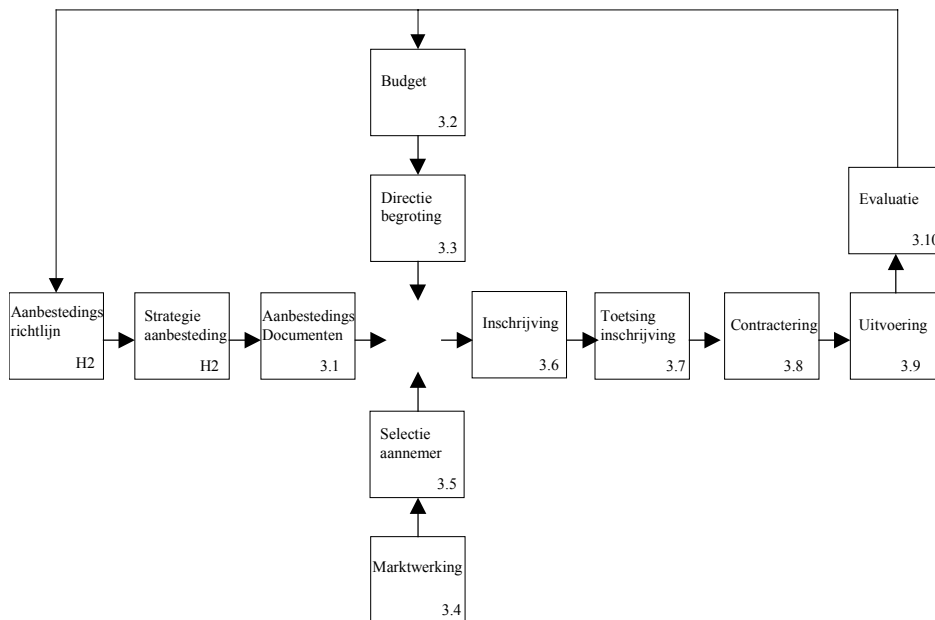 Budget
3.2
Directie
begroting
3.3
Evaluatie
3.10
Aanbestedings
richtlijn
H2
Strategie
aanbesteding
H2
Aanbestedings
Documenten
3.1
Inschrijving
3.6
Toetsing
inschrijving
3.7
Contractering
3.8
Uitvoering
3.9
Selectie
aannemer
3.5
Marktwerking
3.4